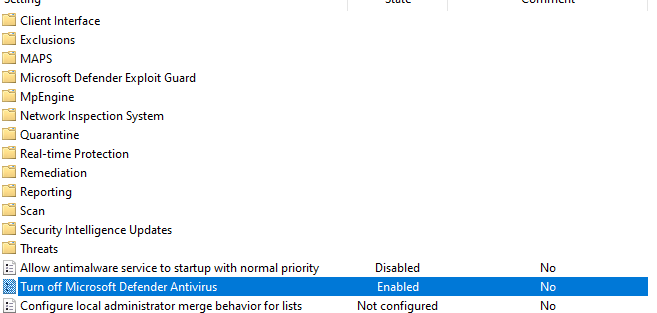 Setting State Comment
Client Interface
Exclusions
MAPS
Microsoft Defender Exploit Guard
MpEngine
Network Inspection System
Quarantine
Real-time Protection
Remediation
Reporting
Scan
Security Intelligence Updates
Threats
Allow antimalware service to startup with normal priority Disabled No
Turn off Microsoft Defender Antivirus Enabled No
Configure local administrator merge behavior for lists Not configured No